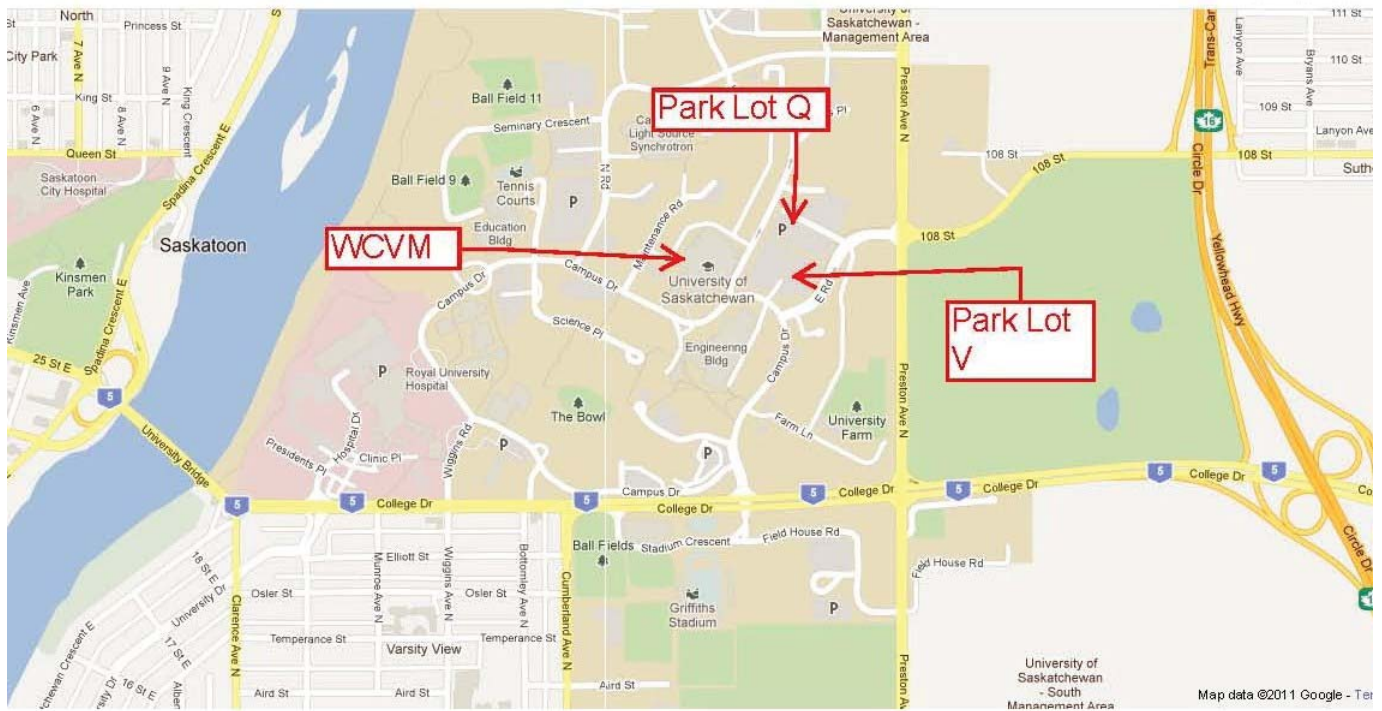 North
Princess St
City Park
7 Ave N
9 Ave N
King St
King Crescent
6 Ave N
8 Ave N
Queen St
Saskatoon
City Hospital
Spadina Crescent E
Saskatoon
Kinsmen
Park
Kinsmen Ave
Spadina Crescent E
25 St E
5
University Bridge
University of
Saskatchewan -
Management Area
Ball Field 11
Seminary Crescent
Light Source
Synchrotron
Park Lot Q
Pl
Preston Ave N
Ball Field 9
Tennis
Courts
N Rd
P
Education
Bldg
Maintenance Rd
P
WCVM
Campus Dr
Campus Dr
University of
Saskatchewan
E Rd
Science Pl
Engineering
Bldg
Campus Dr
Park Lot
V
108 St
108 St
108 St
108 St
111 St
110 St
109 St
Lanyon Ave
Bryans Ave
Lanyon Ave
16
Circle Dr
Yellowhead Hwy
Royal University
Hospital
P
The Bowl
Farm Ln
University
Farm
Preston Ave N
Hospital Dr
Presidents Pl
Clinic Pl
Wiggins Rd
P
P
Campus Dr
5
5
College Dr
5
College Dr
5
College Dr
5
College Dr
5
College Dr
5
Circle Dr
Ball Fields
Stadium Crescent
Field House Rd
Field House Rd
P
Griffiths
Stadium
18 St E
University Dr
17 St E
16 St E
Clarence Ave N
Elliott St
Osler St
Osler St
Temperance St
Temperance St
Munroe Ave N
Wiggins Ave N
Bottomley Ave N
Cumberland Ave N
Varsity View
Aird St
Aird St
Aird St
Preston Ave N
University of
Saskatchewan
- South
Management Area
Map data ©2011 Google -